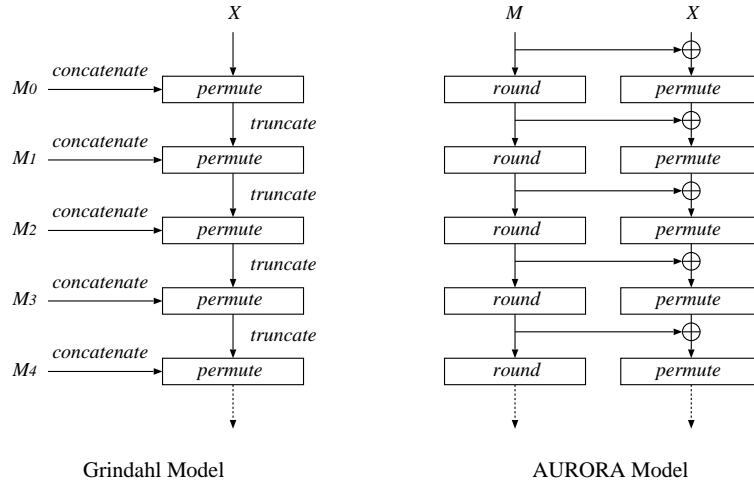 X
M
X
concatenate
M0
permute
round
permute
truncate
concatenate
M1
permute
round
permute
truncate
concatenate
M2
permute
round
permute
truncate
concatenate
M3
permute
round
permute
truncate
concatenate
M4
permute
round
permute
Grindahl Model
AURORA Model